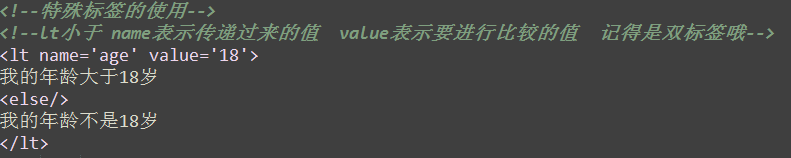 <!--特殊标签的使用-->
<!--lt小于 name表示传递过来的值  value表示要进行比较的值  记得是双标签哦-->
<lt name='age' value='18'>
我的年龄大于18岁
<else/>
我的年龄不是18岁
</lt>